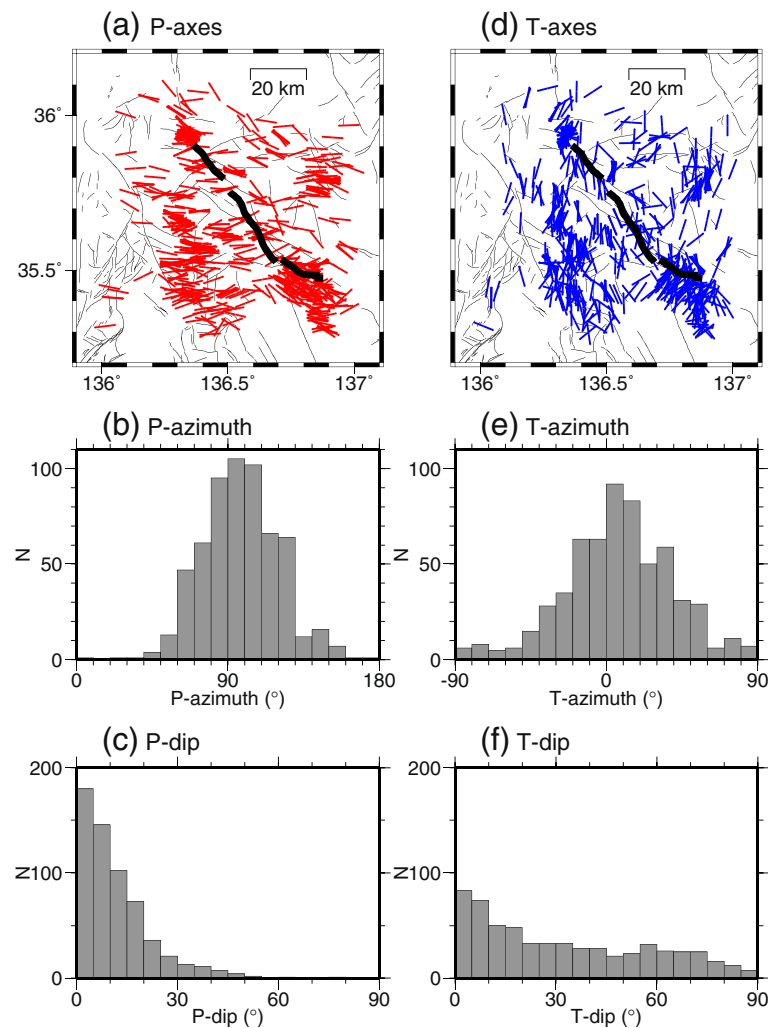 (a) P-axes
20 km
36°
35.5°
136° 136.5° 137°
(d) T-axes
20 km
136° 136.5° 137°
(b) P-azimuth
100
50
0
N
0 90 180
P-azimuth (°)
(e) T-azimuth
100
50
0
N
-90 0 90
T-azimuth (°)
(c) P-dip
200
100
0
N
0 30 60 90
P-dip (°)
(f) T-dip
200
100
0
N
0 30 60 90
T-dip (°)